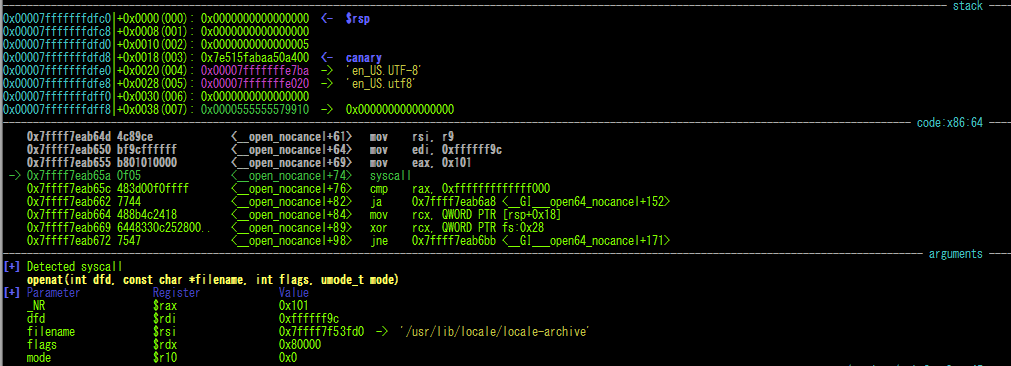 stack
0x00007fffffffdfc0|+0x0000(000): 0x0000000000000000 <- $rsp
0x00007fffffffdfc8|+0x0008(001): 0x0000000000000000
0x00007fffffffdfd0|+0x0010(002): 0x0000000000000005
0x00007fffffffdfd8|+0x0018(003): 0x7e515fabaa50a400 <- canary
0x00007fffffffdfe0|+0x0020(004): 0x00007fffffffe7ba -> 'en_US.UTF-8'
0x00007fffffffdfe8|+0x0028(005): 0x00007fffffffe020 -> 'en_US.utf8'
0x00007fffffffdff0|+0x0030(006): 0x0000000000000000
0x00007fffffffdff8|+0x0038(007): 0x0000555555579910 -> 0x0000000000000000
code:x86:64
0x7ffff7eab64d 4c89ce <__open_nocancel+61> mov rsi, r9
0x7ffff7eab650 bf9cffffff <__open_nocancel+64> mov edi, 0xffffff9c
0x7ffff7eab655 b801010000 <__open_nocancel+69> mov eax, 0x101
-> 0x7ffff7eab65a 0f05 <__open_nocancel+74> syscall
0x7ffff7eab65c 483d00f0ffff <__open_nocancel+76> cmp rax, 0xfffffffffffff000
0x7ffff7eab662 7744 <__open_nocancel+82> ja 0x7ffff7eab6a8 <__GI___open64_nocancel+152>
0x7ffff7eab664 488b4c2418 <__open_nocancel+84> mov rcx, QWORD PTR [rsp+0x18]
0x7ffff7eab669 6448330c252800.. <__open_nocancel+89> xor rcx, QWORD PTR fs:0x28
0x7ffff7eab672 7547 <__open_nocancel+98> jne 0x7ffff7eab6bb <__GI___open64_nocancel+171>
arguments
[+] Detected syscall
openat(int dfd, const char *filename, int flags, umode_t mode)
[+] Parameter Register Value
_NR $rax 0x101
dfd $rdi 0xffffff9c
filename $rsi 0x7ffff7f53fd0 -> '/usr/lib/locale/locale-archive'
flags $rdx 0x80000
mode $r10 0x0